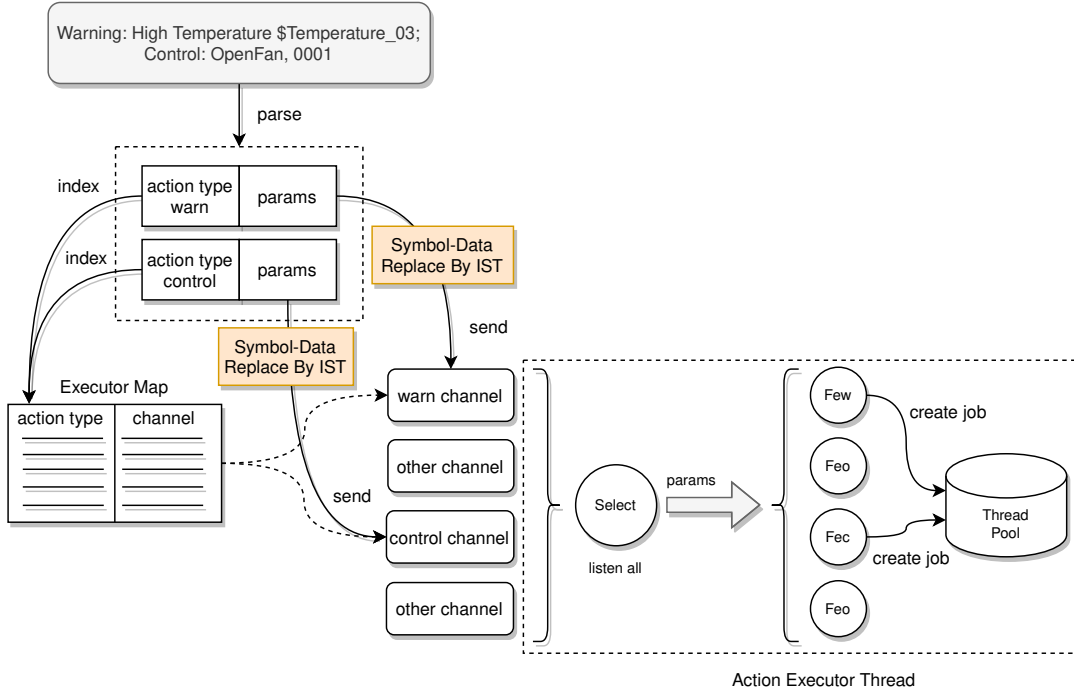 Warning: High Temperature $Temperature_03;
Control: OpenFan, 0001
parse
index
action type
warn
params
index
action type
control
params
Symbol-Data
Replace By IST
send
Symbol-Data
Replace By IST
Executor Map
action type
channel
warn channel
other channel
send
control channel
other channel
Select
listen all
params
Few
Feo
Fec
Feo
create job
create job
Thread
Pool
Action Executor Thread